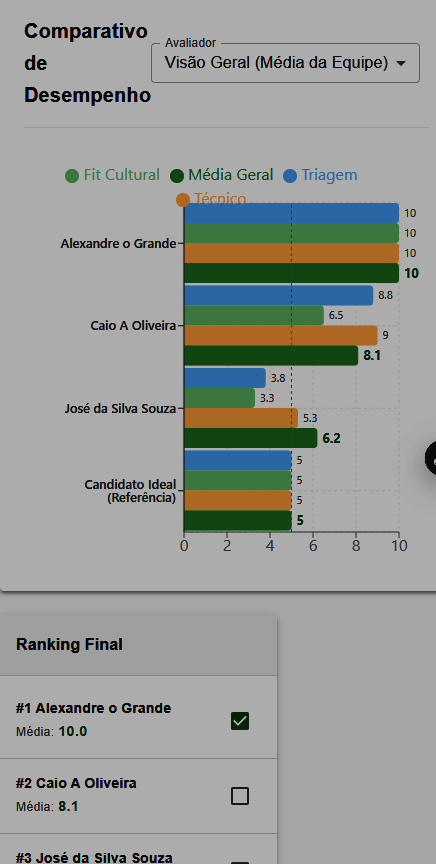 Comparativo
de
Desempenho
Avaliador
Visão Geral (Média da Equipe)
Fit Cultural Média Geral Triagem
Técnico
Alexandre o Grande
10
10
10
10
Caio A Oliveira
8.8
6.5
9
8.1
José da Silva Souza
3.8
3.3
5.3
6.2
Candidato Ideal
(Referência)
5
5
5
5
0 2 4 6 8 10
Ranking Final
#1 Alexandre o Grande
Média: 10.0
#2 Caio A Oliveira
Média: 8.1
#3 José da Silva Souza